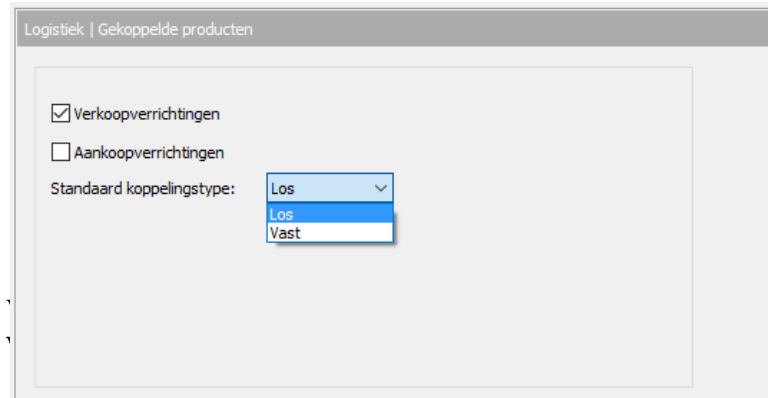 Logistiek | Gekoppelde producten
Verkoopverrichtingen
Aankoopverrichtingen
Standaard koppelingstype: Los
Los
Vast